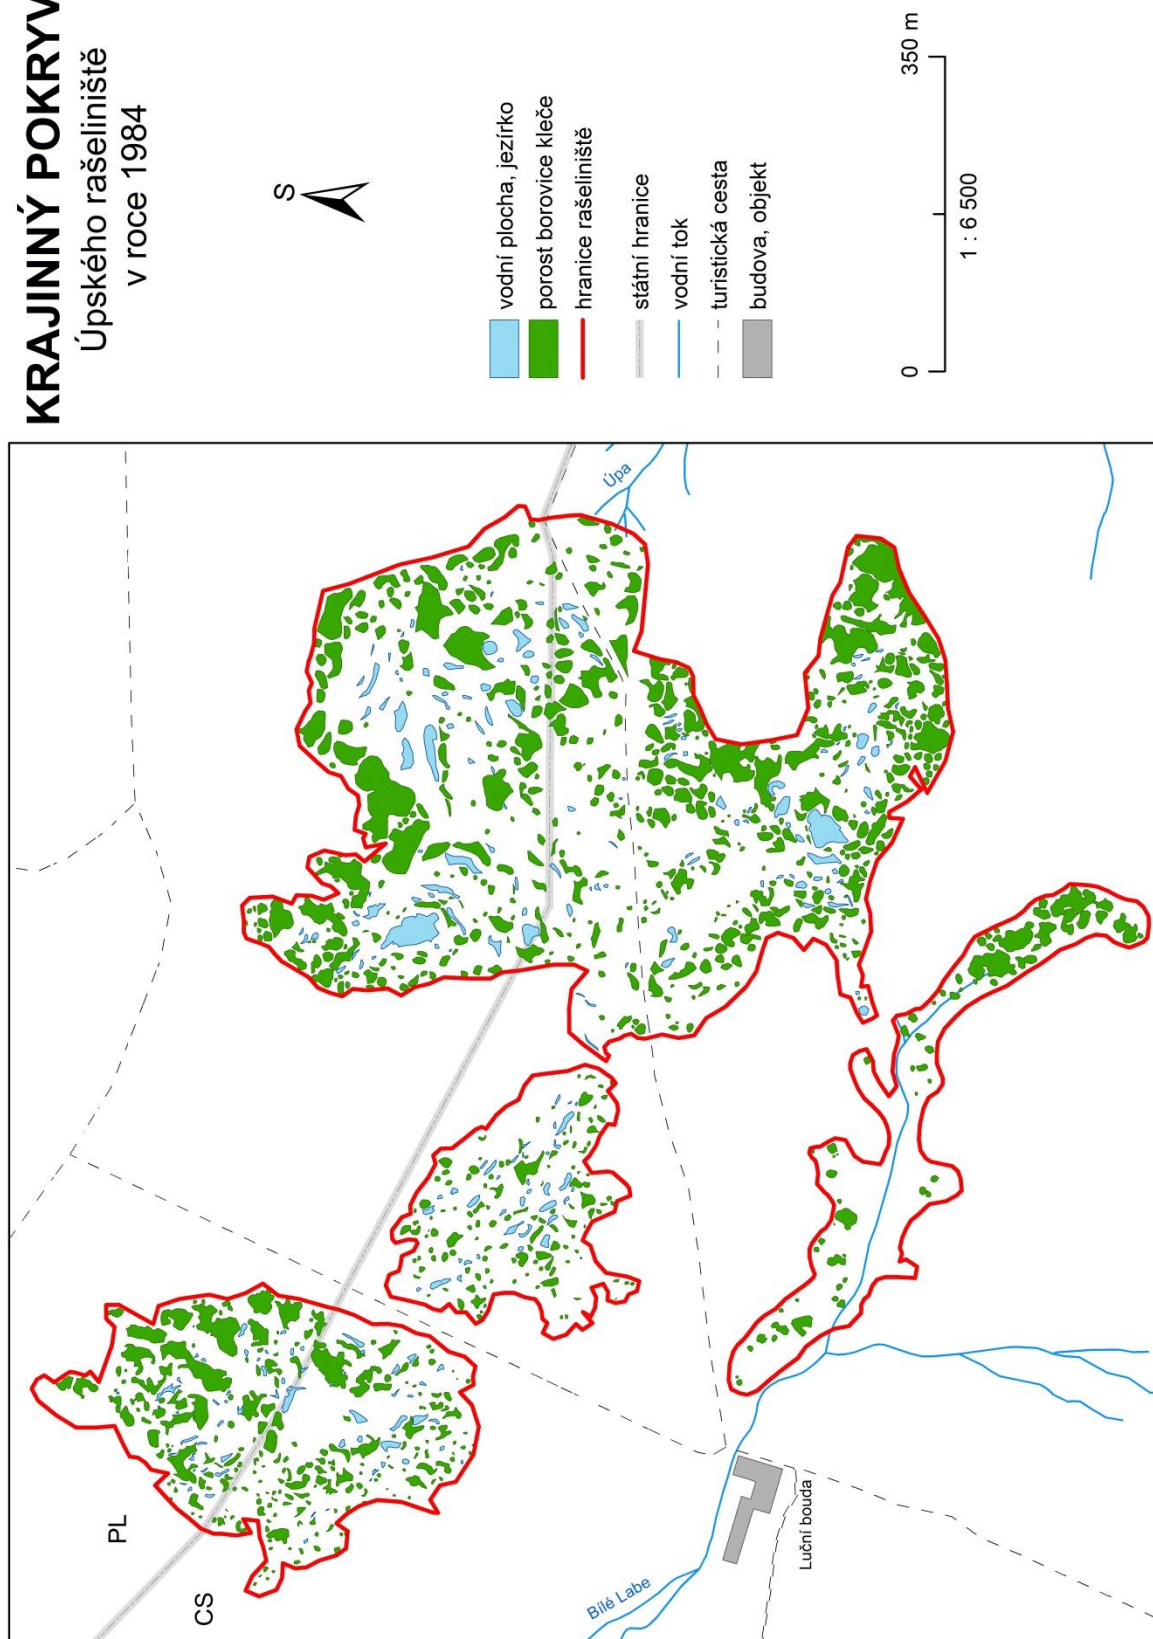 KRAJINNÝ POKRYV
Úpského rašeliniště
v roce 1984
S
vodní plocha, jezírko
porost borovice kleče
hranice rašeliniště
státní hranice
vodní tok
turistická cesta
budova, objekt
0
350 m
1 : 6 500
Úpa
PL
CS
Luční bouda
Bílé Labe